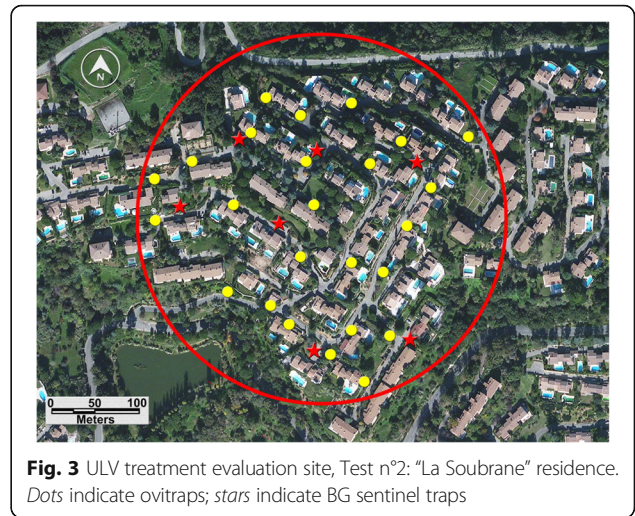 N
0 50 100
Meters
Fig. 3 ULV treatment evaluation site, Test n°2: “La Soubrane” residence.
Dots indicate ovitraps; stars indicate BG sentinel traps